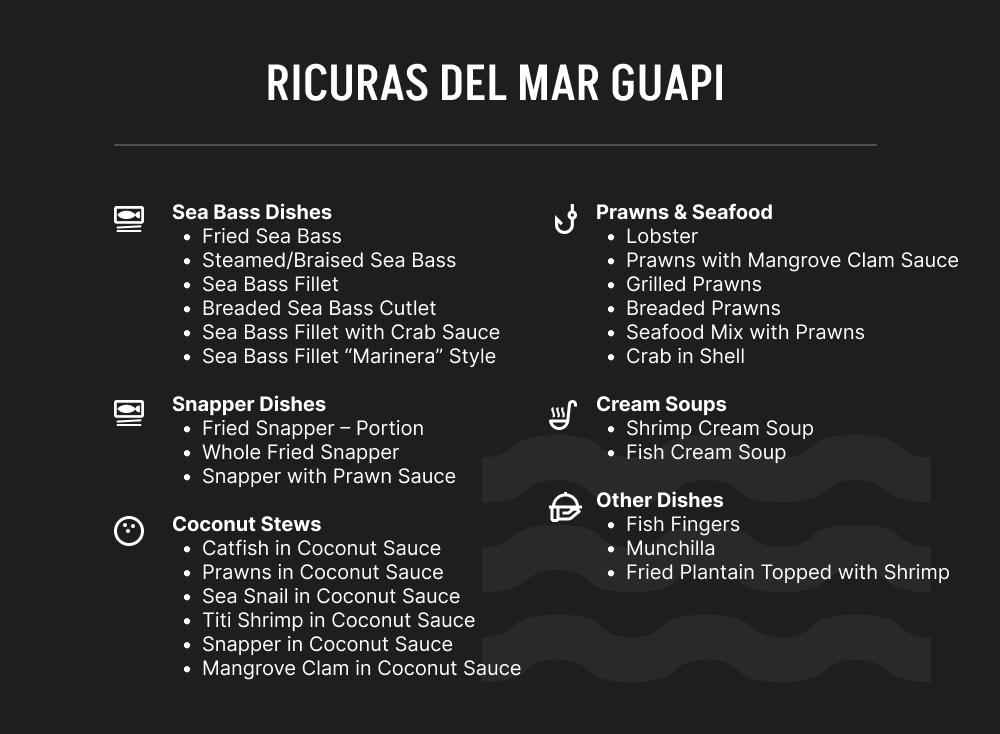 RICURAS DEL MAR GUAPI
Sea Bass Dishes
• Fried Sea Bass
• Steamed/Braised Sea Bass
• Sea Bass Fillet
• Breaded Sea Bass Cutlet
• Sea Bass Fillet with Crab Sauce
• Sea Bass Fillet “Marinera” Style
Snapper Dishes
• Fried Snapper – Portion
• Whole Fried Snapper
• Snapper with Prawn Sauce
Coconut Stews
• Catfish in Coconut Sauce
• Prawns in Coconut Sauce
• Sea Snail in Coconut Sauce
• Titi Shrimp in Coconut Sauce
• Snapper in Coconut Sauce
• Mangrove Clam in Coconut Sauce
Prawns & Seafood
• Lobster
• Prawns with Mangrove Clam Sauce
• Grilled Prawns
• Breaded Prawns
• Seafood Mix with Prawns
• Crab in Shell
Cream Soups
• Shrimp Cream Soup
• Fish Cream Soup
Other Dishes
• Fish Fingers
• Munchilla
• Fried Plantain Topped with Shrimp